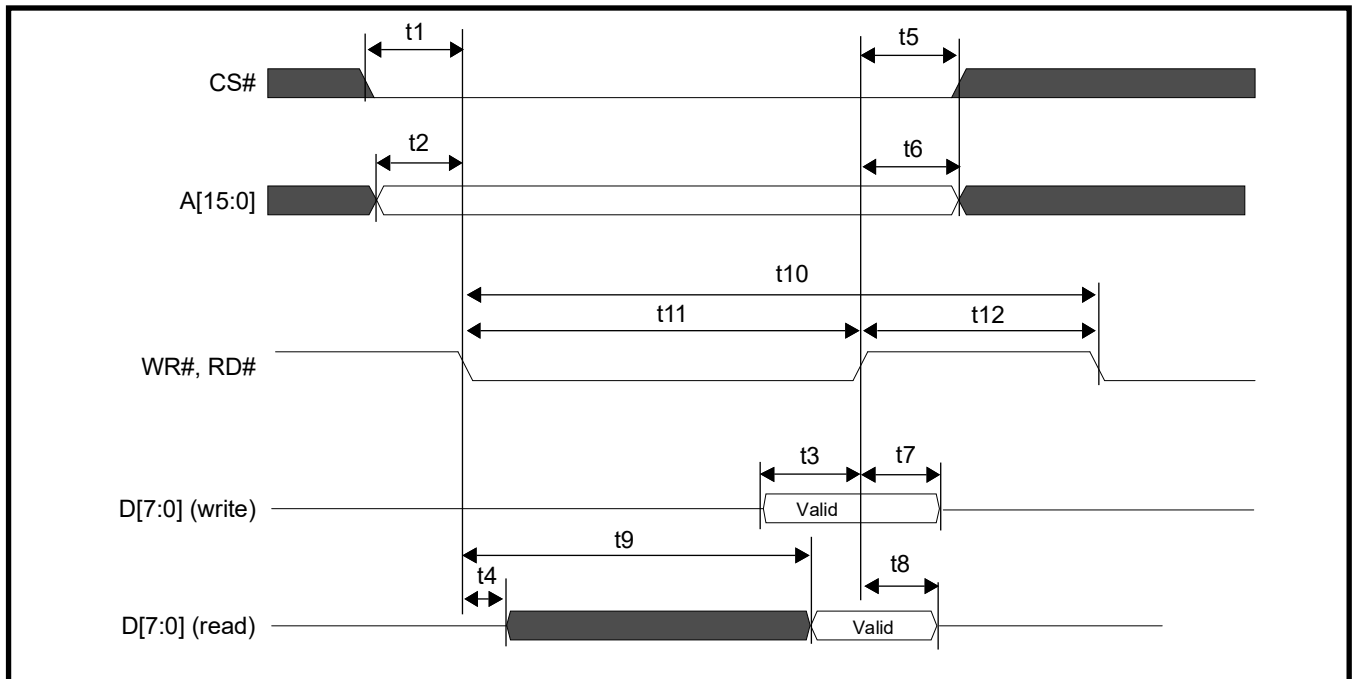 t1
t5
CS#
t2
t6
A[15:0]
t10
t11
t12
WR#, RD#
t3
t7
D[7:0] (write)
Valid
t9
t4
t8
D[7:0] (read)
Valid